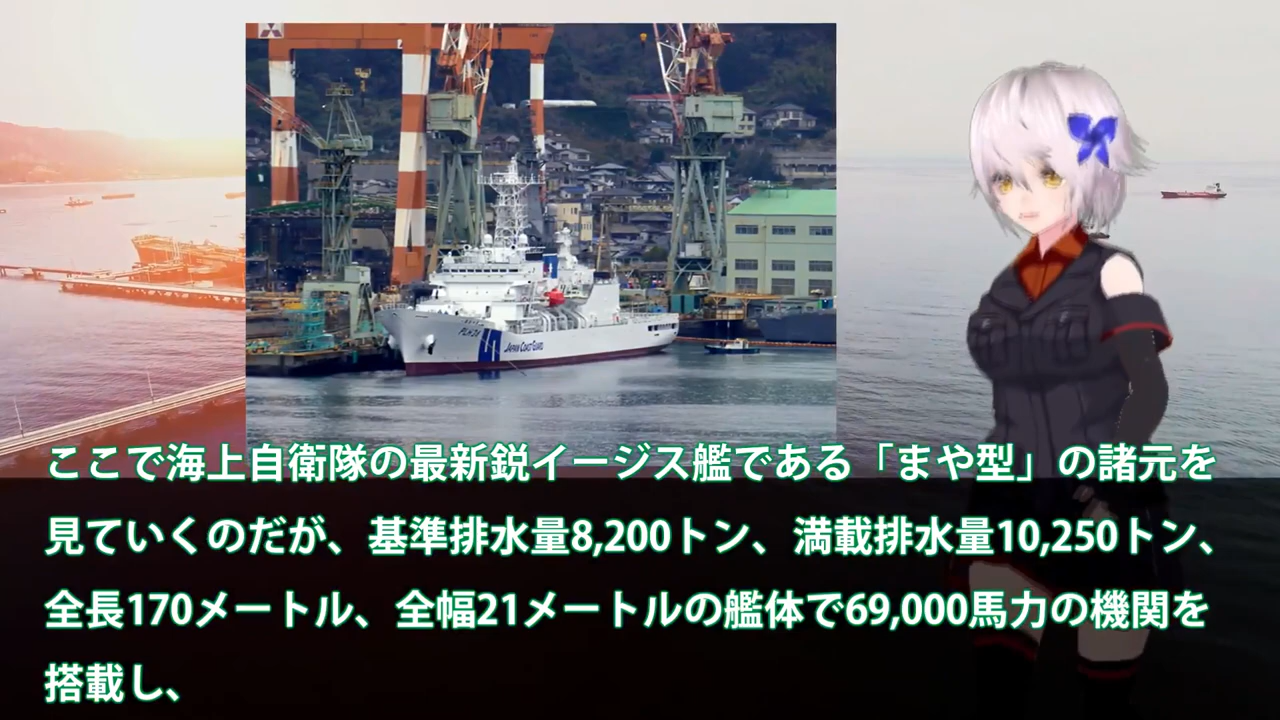 PLH 
JAPAN COAST GUARD
ここで海上自衛隊の最新鋭イージス艦である「まや型」の諸元を
見ていくのだが、基準排水量8,200トン、満載排水量10,250トン、
全長170メートル、全幅21メートルの艦体で69,000馬力の機関を
搭載し、